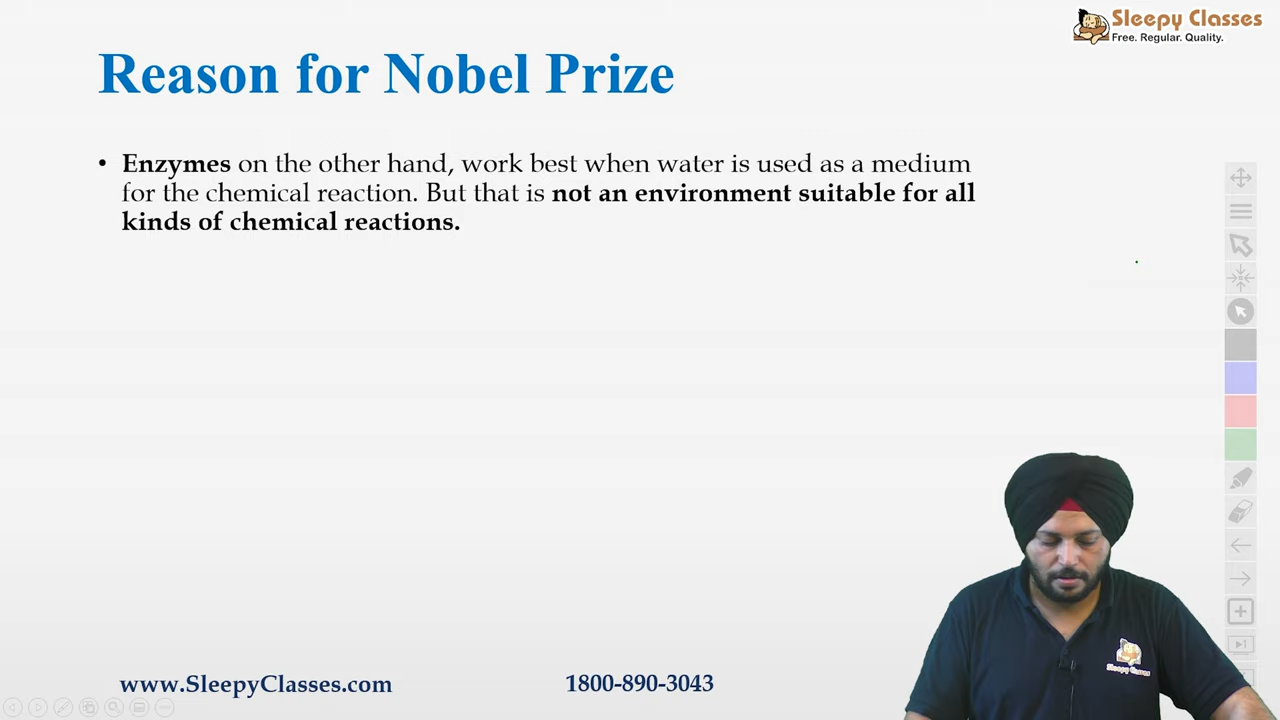 Sleepy Classes
Free. Regular. Quality.
Reason for Nobel Prize
• Enzymes on the other hand, work best when water is used as a medium
for the chemical reaction. But that is not an environment suitable for all
kinds of chemical reactions.
Sleepy Classes
www.SleepyClasses.com
1800-890-3043